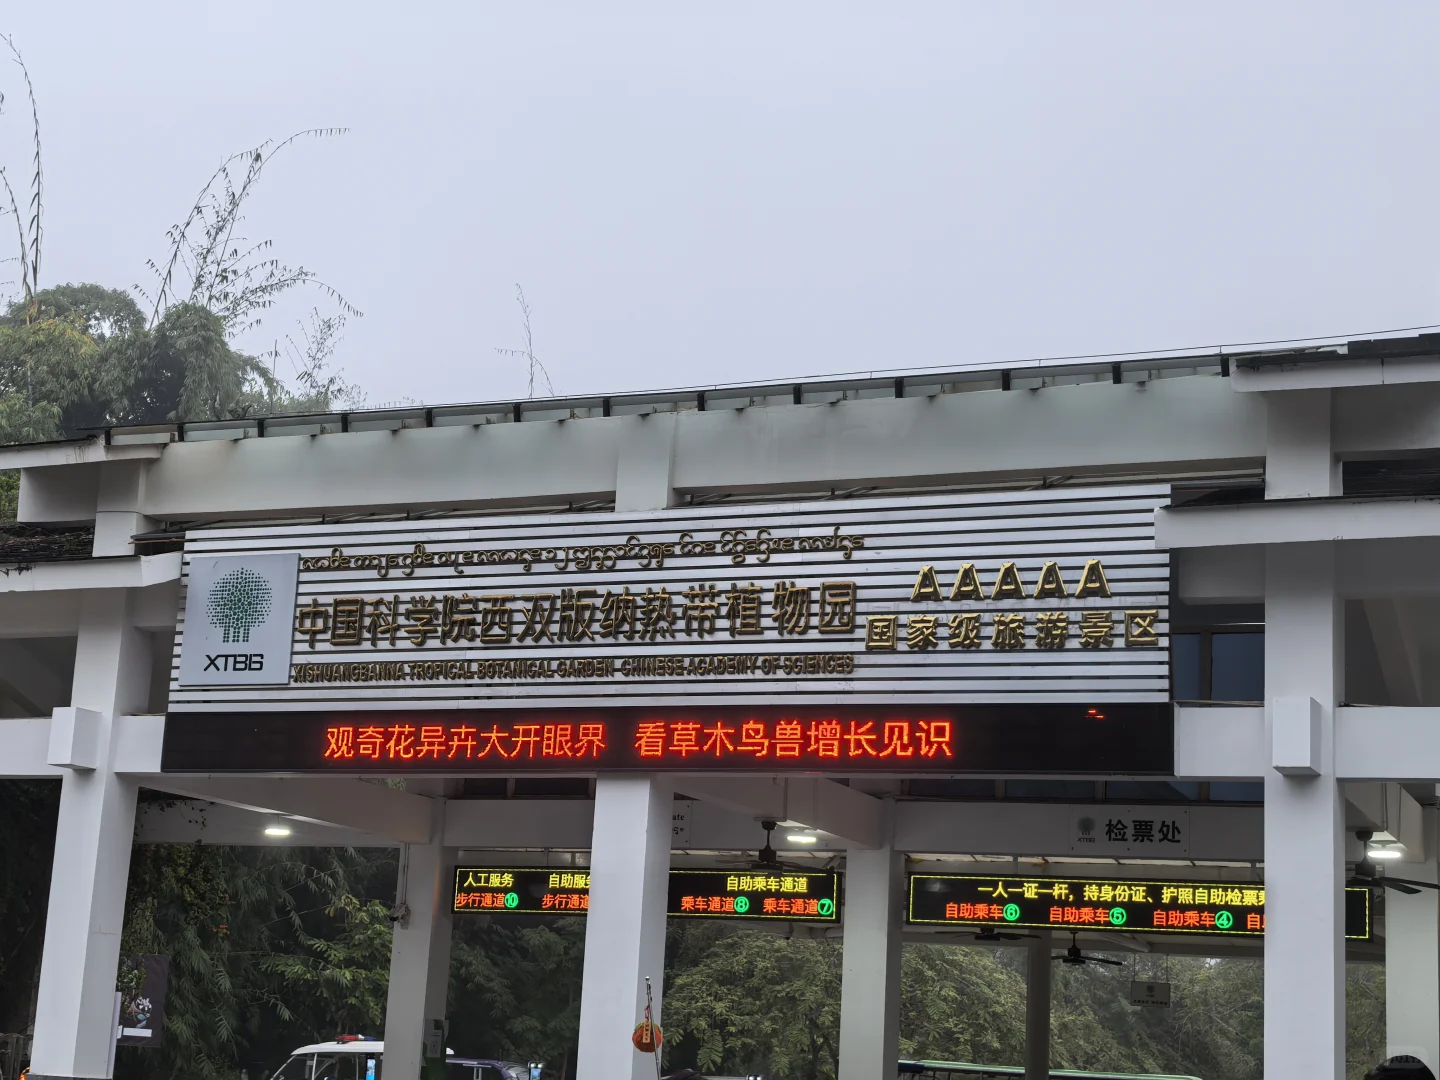 XTBG
中国科学院西双版纳热带植物园
XISHUANGBANNA TROPICAL BOTANICAL GARDEN CHINESE ACADEMY OF SCIENCES
AAAAA
国家级旅游景区
观奇花异卉大开眼界 看草木鸟兽增长见识
检票处
人工服务 自助服务 自助乘车通道
步行通道⑩ 步行通道 乘车通道⑧ 乘车通道⑦
一人一证一杆，持身份证、护照自助检票
自助乘车⑥ 自助乘车⑤ 自助乘车④ 自